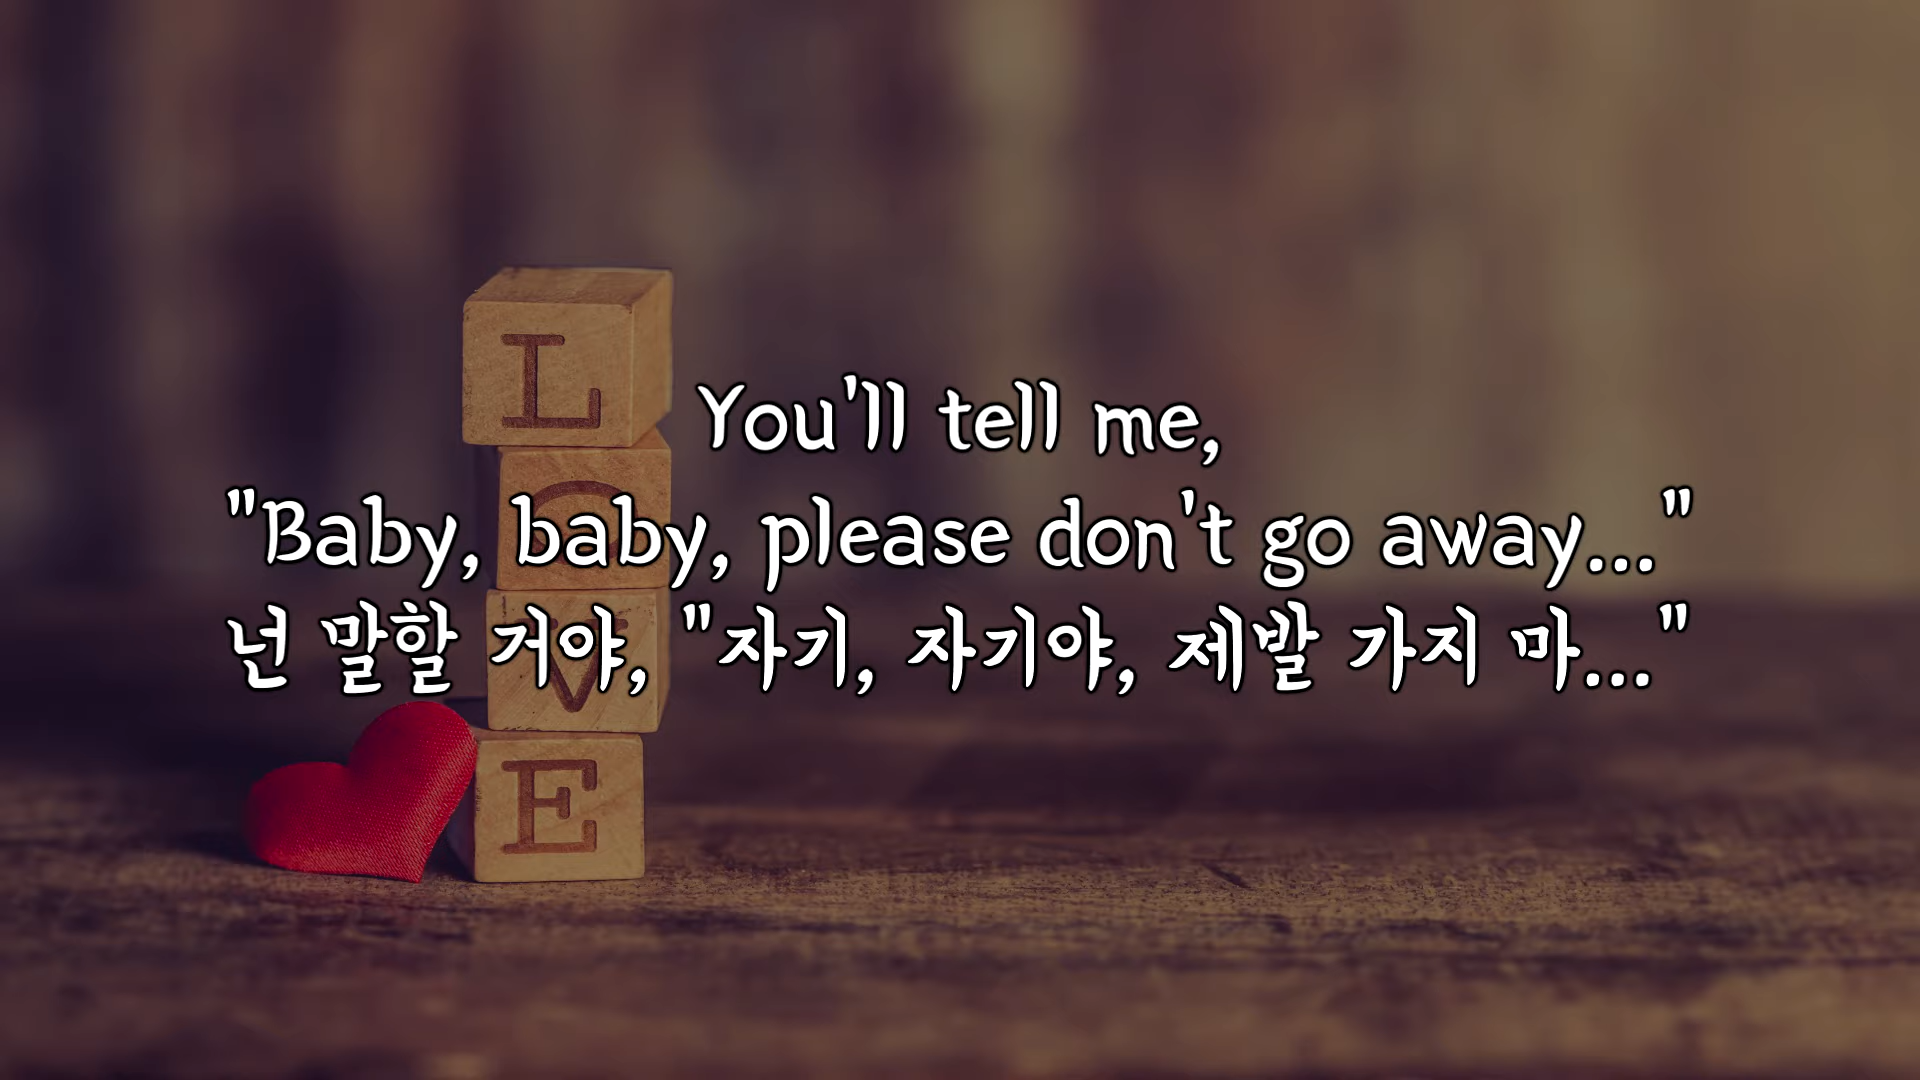 L
O
V
E
You'll tell me,
"Baby, baby, please don't go away..."
넌 말할 거야, "자기, 자기야, 제발 가지 마..."